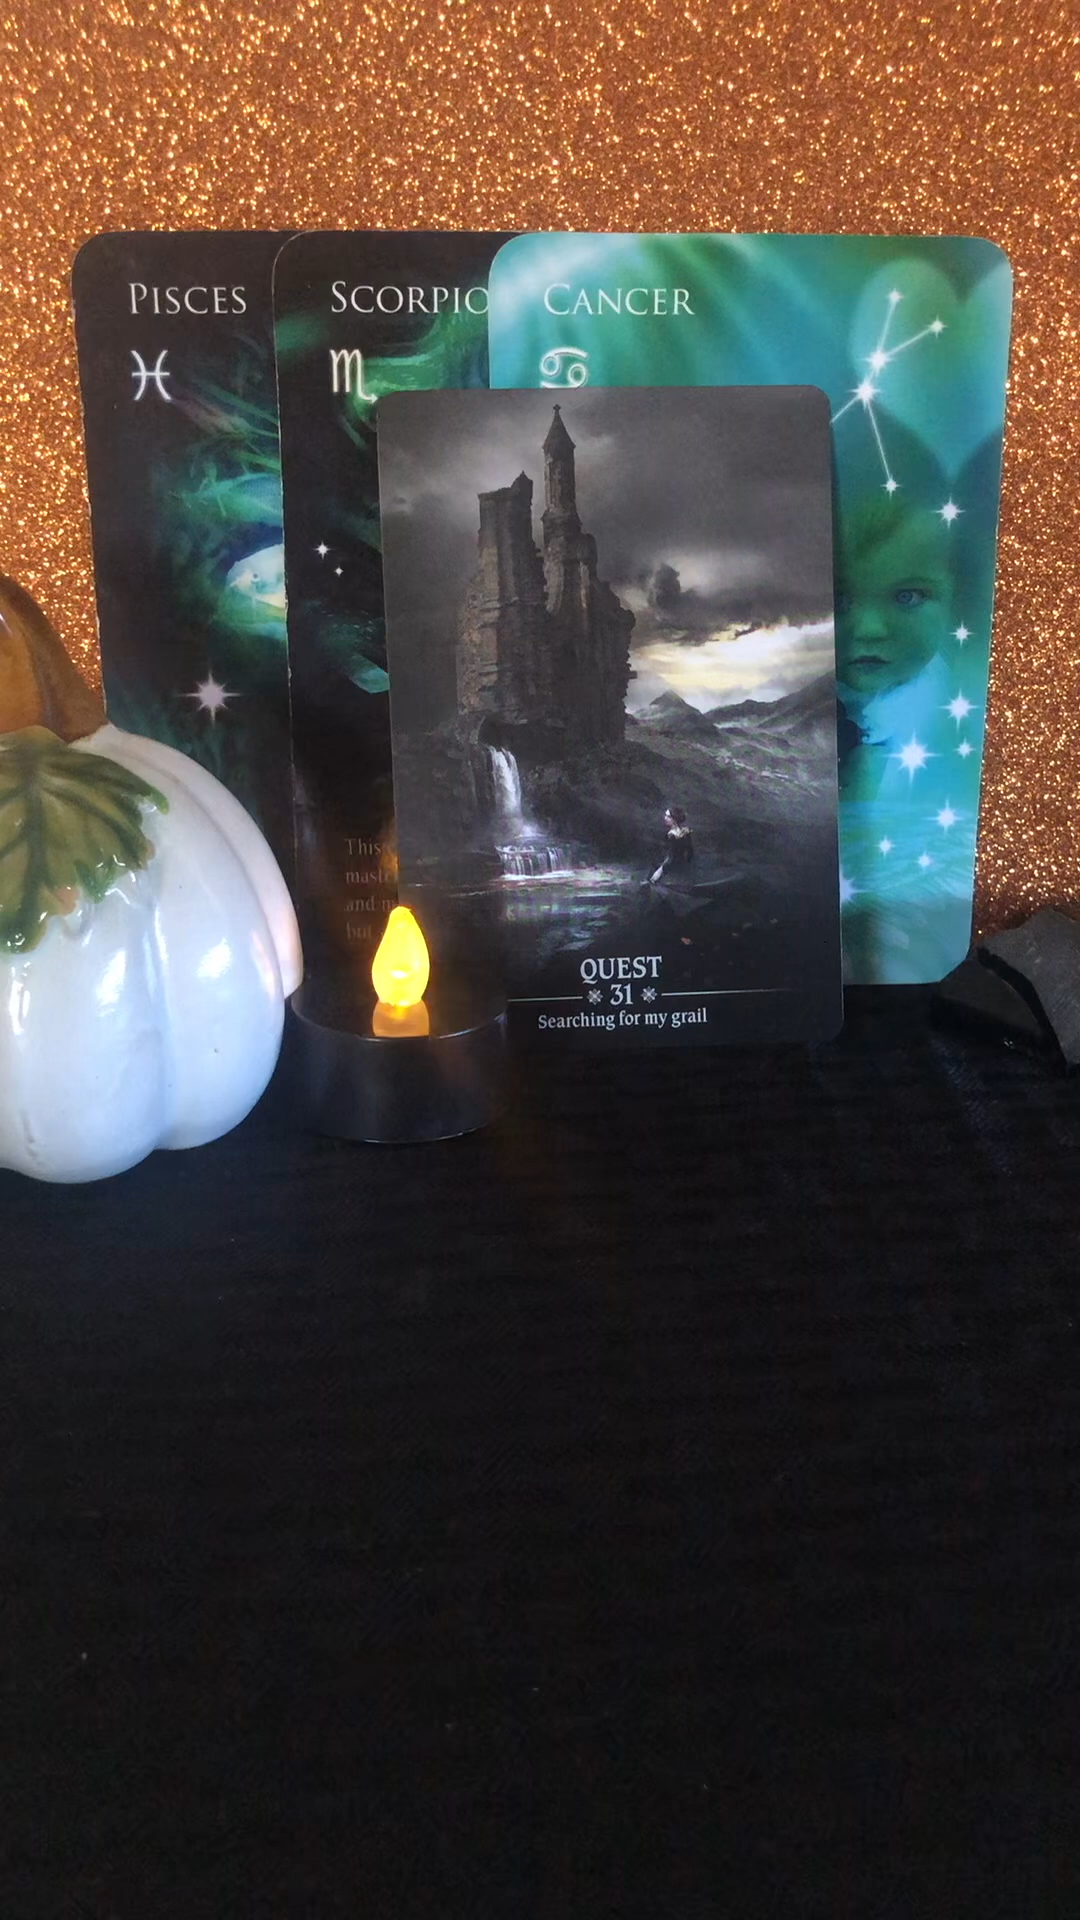 PISCES
SCORPIO
CANCER
♓
♏
♋
This
and
but
QUEST
31
Searching for my grail